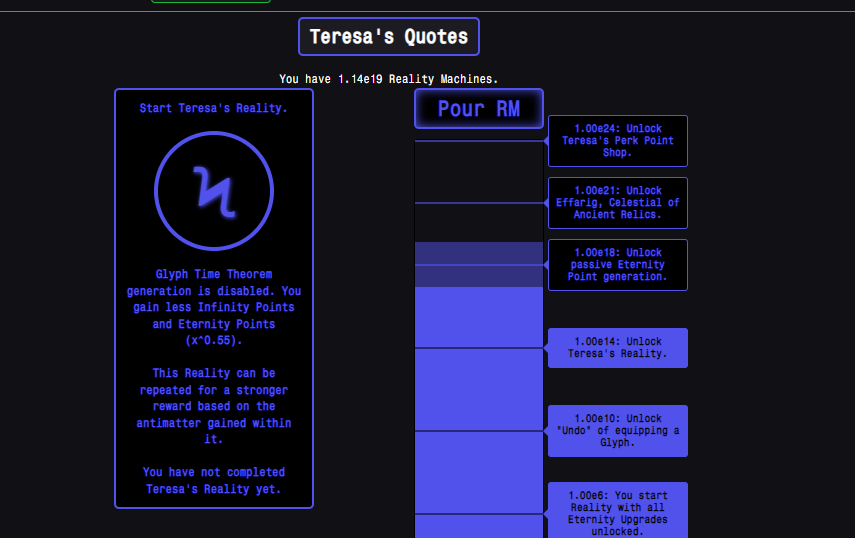 Teresa's Quotes
You have 1.14e19 Reality Machines.
Start Teresa's Reality.
Glyph Time Theorem
generation is disabled. You
gain less Infinity Points
and Eternity Points
(x^0.55).
This Reality can be
repeated for a stronger
reward based on the
antimatter gained within
it.
You have not completed
Teresa's Reality yet.
Pour RM
1.00e24: Unlock
Teresa's Perk Point
Shop.
1.00e21: Unlock
Effarig, Celestial of
Ancient Relics.
1.00e18: Unlock
passive Eternity
Point generation.
1.00e14: Unlock
Teresa's Reality.
1.00e10: Unlock
"Undo" of equipping a
Glyph.
1.00e6: You start
Reality with all
Eternity Upgrades
unlocked.